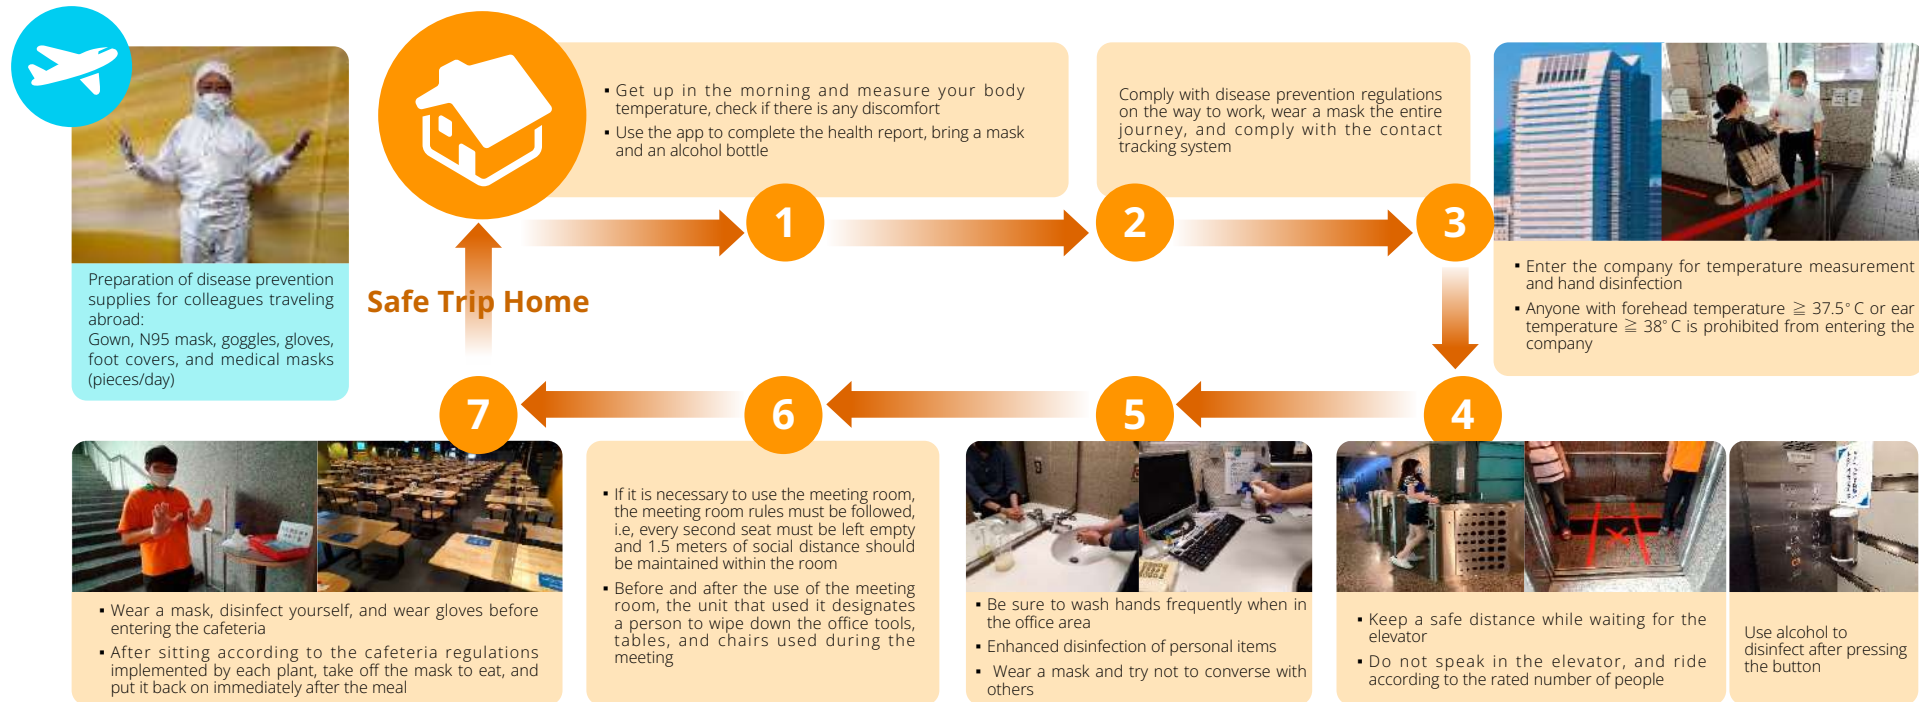 Preparation of disease prevention
supplies for colleagues traveling
abroad:
Gown, N95 mask, goggles, gloves,
foot covers, and medical masks
(pieces/day)
▪ Get up in the morning and measure your body
temperature, check if there is any discomfort
▪ Use the app to complete the health report, bring a mask
and an alcohol bottle
1
Comply with disease prevention regulations
on the way to work, wear a mask the entire
journey, and comply with the contact
tracking system
2
3
▪ Enter the company for temperature measurement
and hand disinfection
▪ Anyone with forehead temperature ≧ 37.5°C or ear
temperature ≧ 38°C is prohibited from entering the
company
Safe Trip Home
4
▪ Keep a safe distance while waiting for the
elevator
▪ Do not speak in the elevator, and ride
according to the rated number of people
Use alcohol to
disinfect after pressing
the button
5
▪ Be sure to wash hands frequently when in
the office area
▪ Enhanced disinfection of personal items
▪ Wear a mask and try not to converse with
others
6
▪ If it is necessary to use the meeting room,
the meeting room rules must be followed,
i.e, every second seat must be left empty
and 1.5 meters of social distance should
be maintained within the room
▪ Before and after the use of the meeting
room, the unit that used it designates
a person to wipe down the office tools,
tables, and chairs used during the
meeting
7
▪ Wear a mask, disinfect yourself, and wear gloves before
entering the cafeteria
▪ After sitting according to the cafeteria regulations
implemented by each plant, take off the mask to eat, and
put it back on immediately after the meal